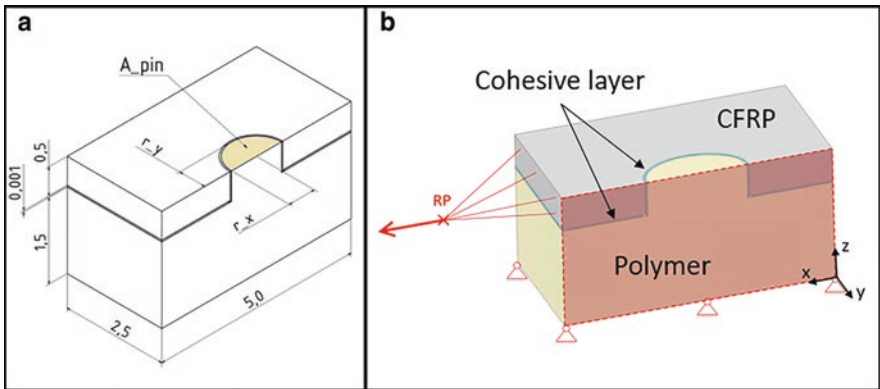 a
A_pin
r_y
0,5
0,001
1,5
r_x
2,5
5,0
b
Cohesive layer
CFRP
RP
Polymer
z
x
y